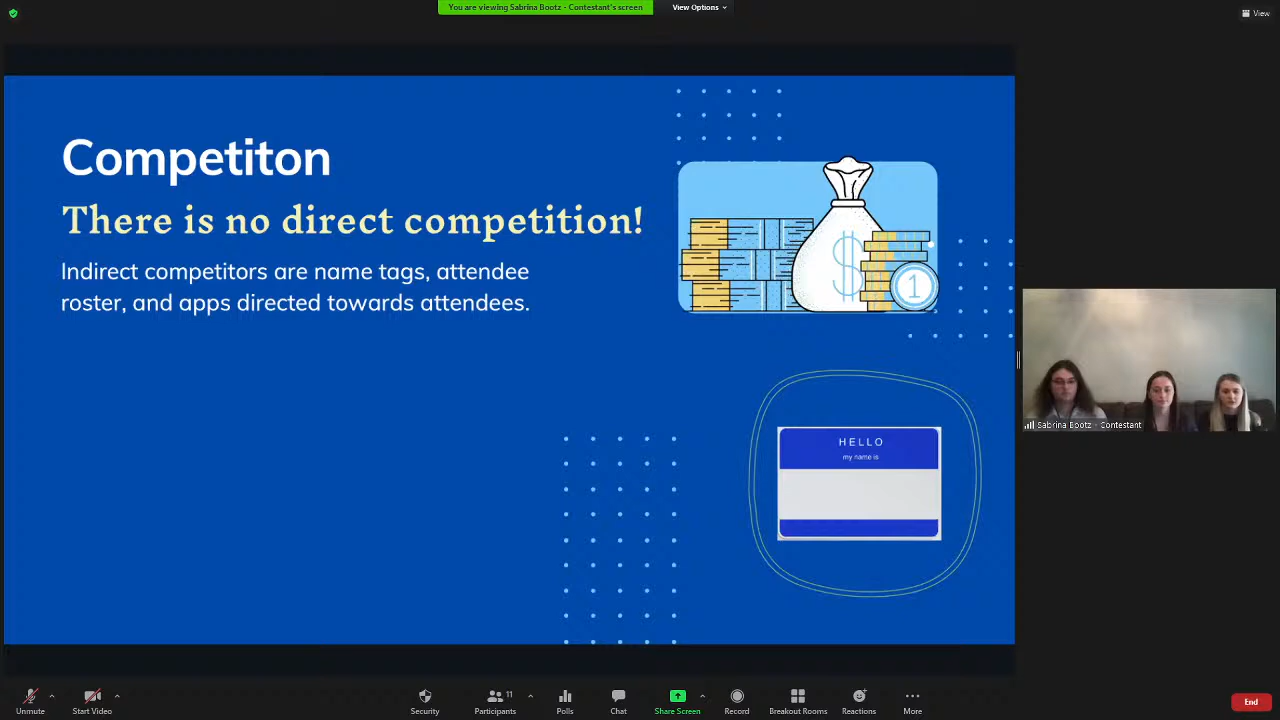 You are viewing Sabrina Bootz - Contestant's screen
View Options
View
Competiton
There is no direct competition!
Indirect competitors are name tags, attendee
roster, and apps directed towards attendees.
$
1
HELLO
my name is
Sabrina Bootz - Contestant
Unmute
Start Video
Security
Participants
11
Polls
Chat
Share Screen
Record
Breakout Rooms
Reactions
More
End